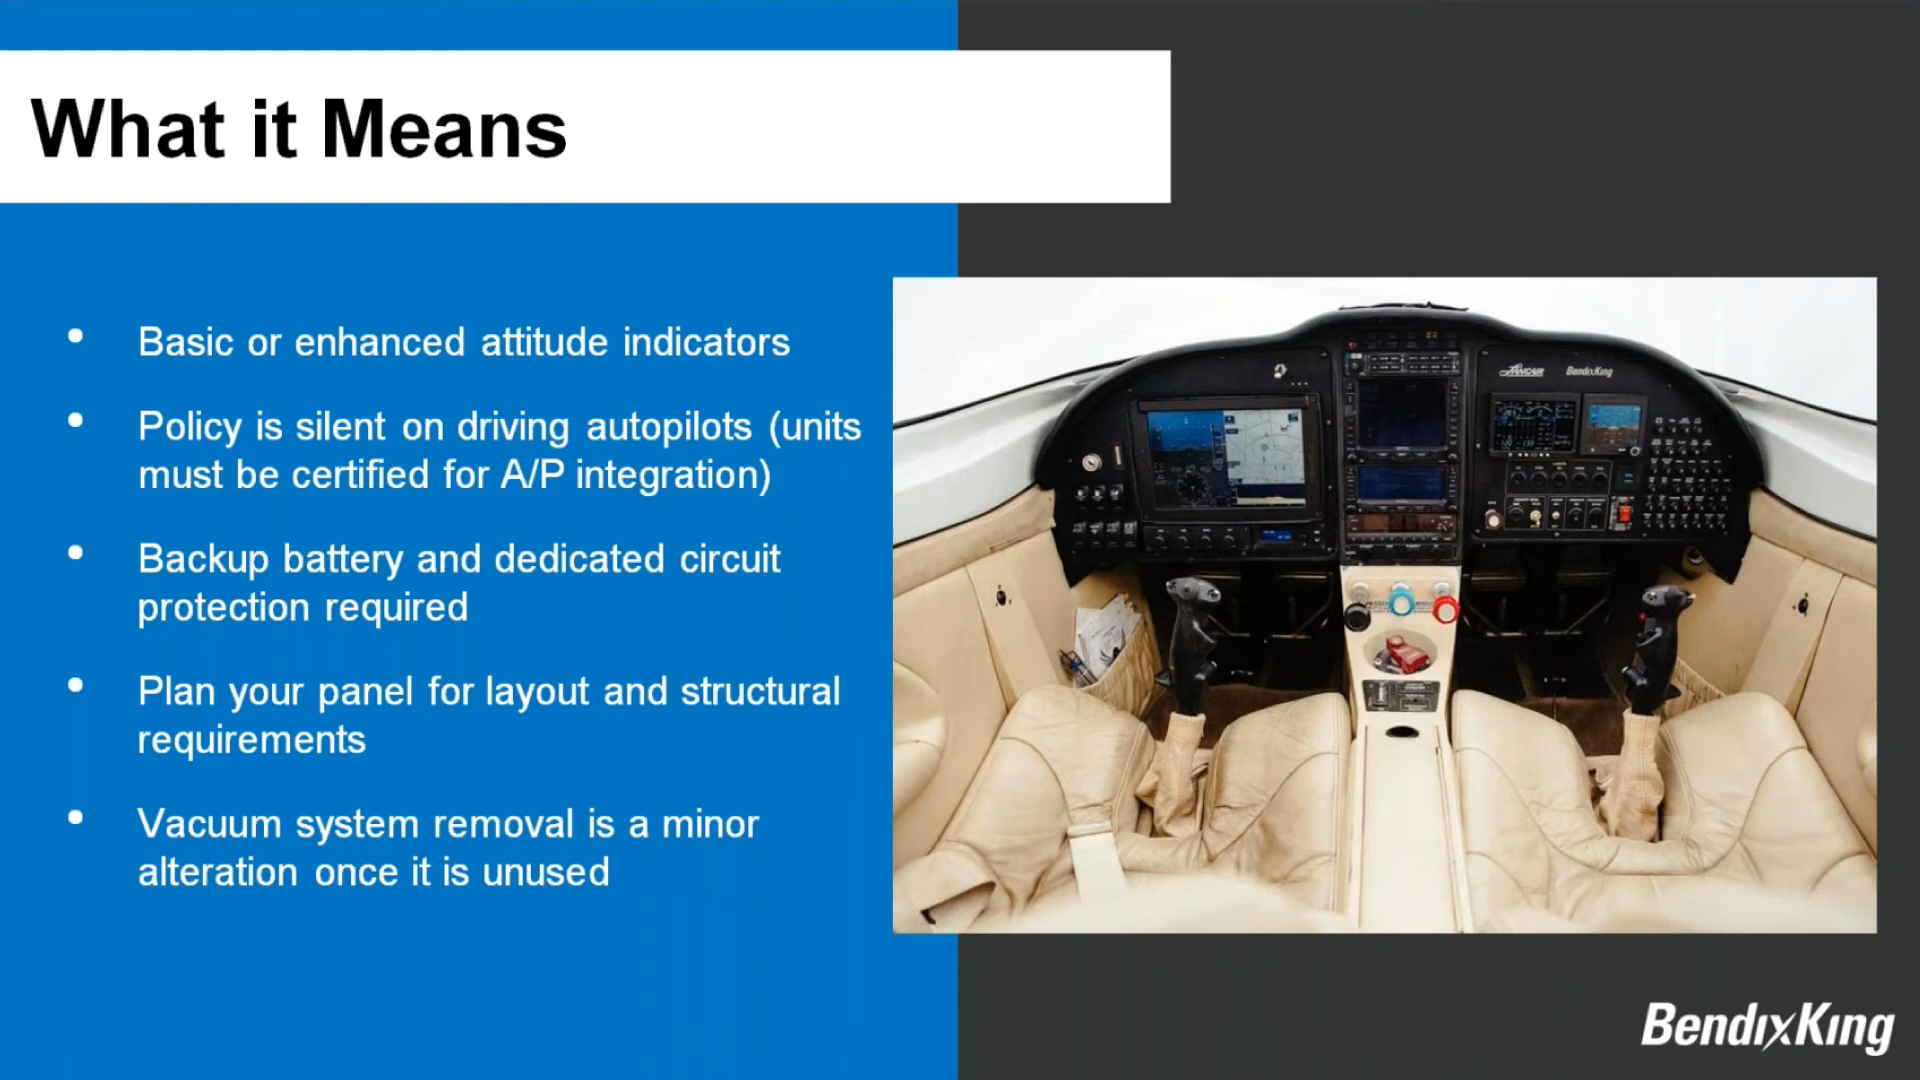 What it Means
• Basic or enhanced attitude indicators
• Policy is silent on driving autopilots (units
must be certified for A/P integration)
• Backup battery and dedicated circuit
protection required
• Plan your panel for layout and structural
requirements
• Vacuum system removal is a minor
alteration once it is unused
LANCAIR
BendixKing
BendixKing